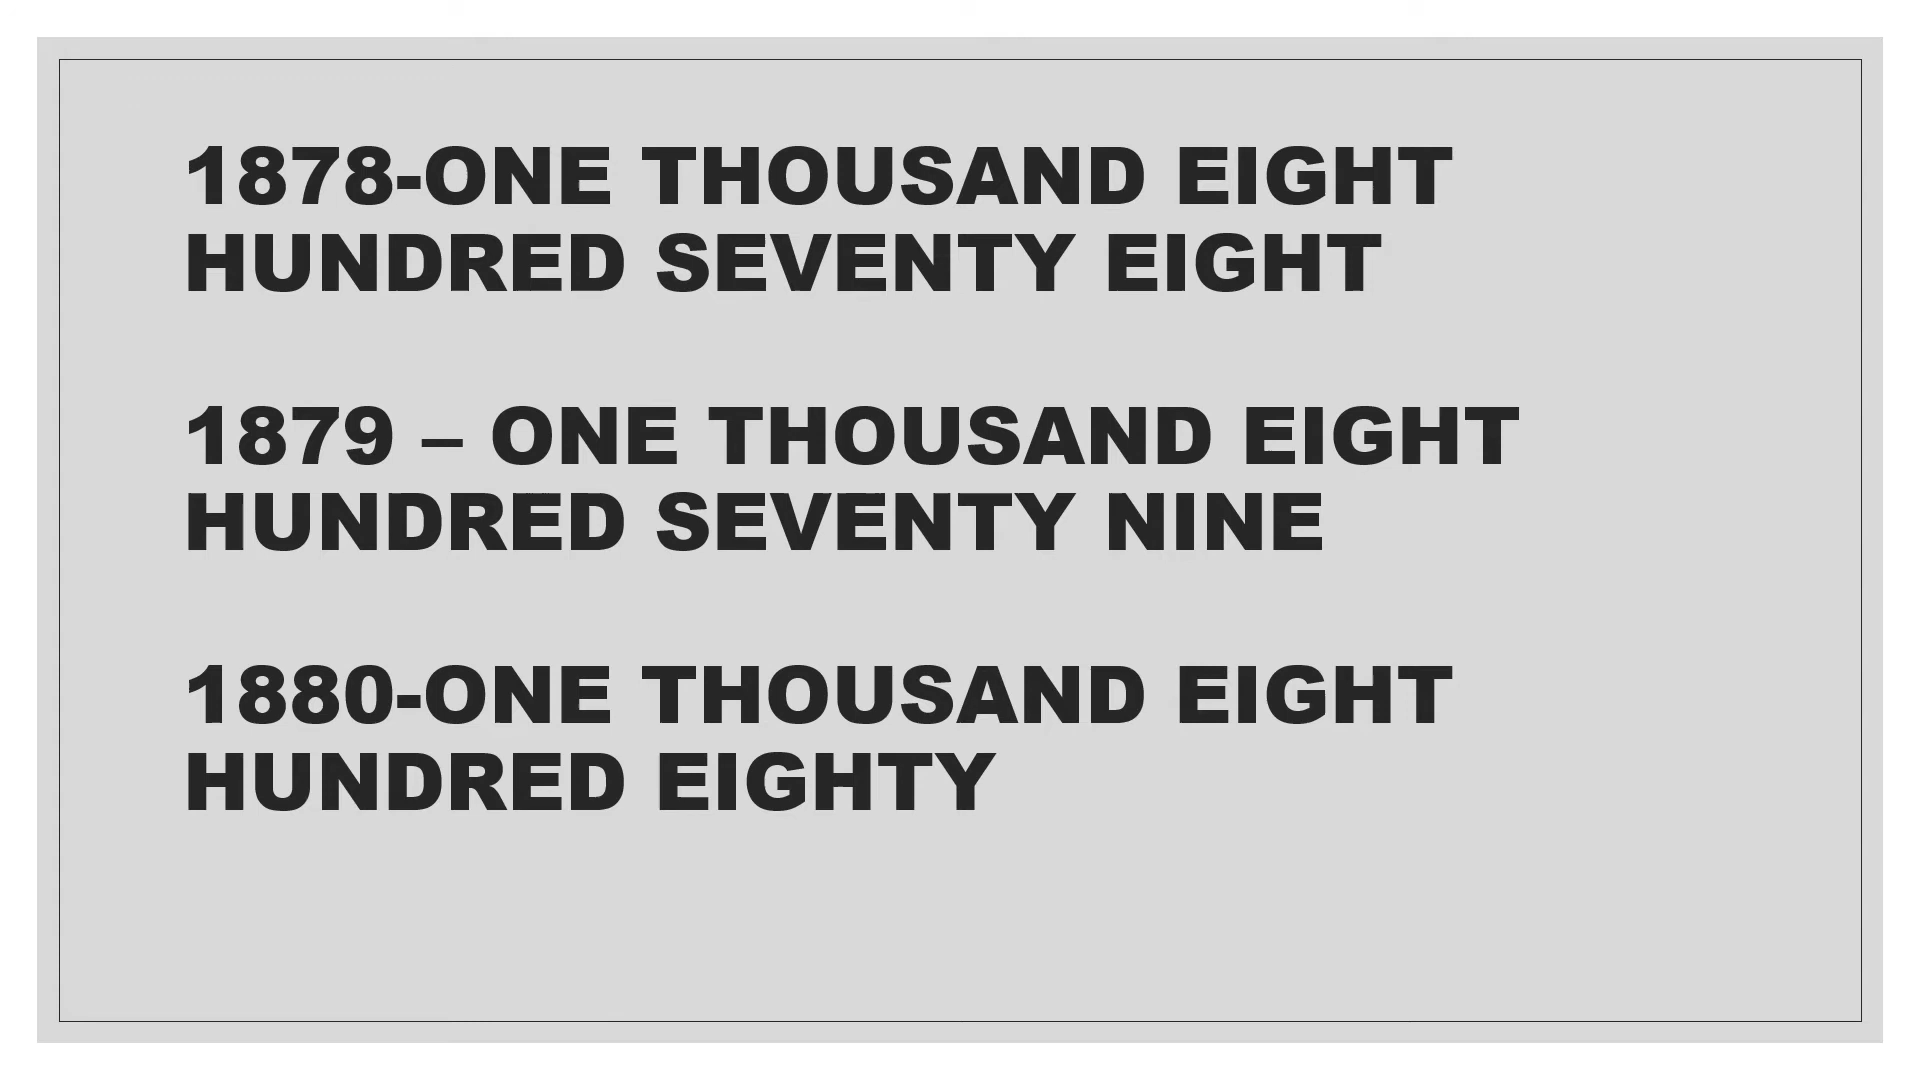 1878-ONE THOUSAND EIGHT
HUNDRED SEVENTY EIGHT
1879 – ONE THOUSAND EIGHT
HUNDRED SEVENTY NINE
1880-ONE THOUSAND EIGHT
HUNDRED EIGHTY